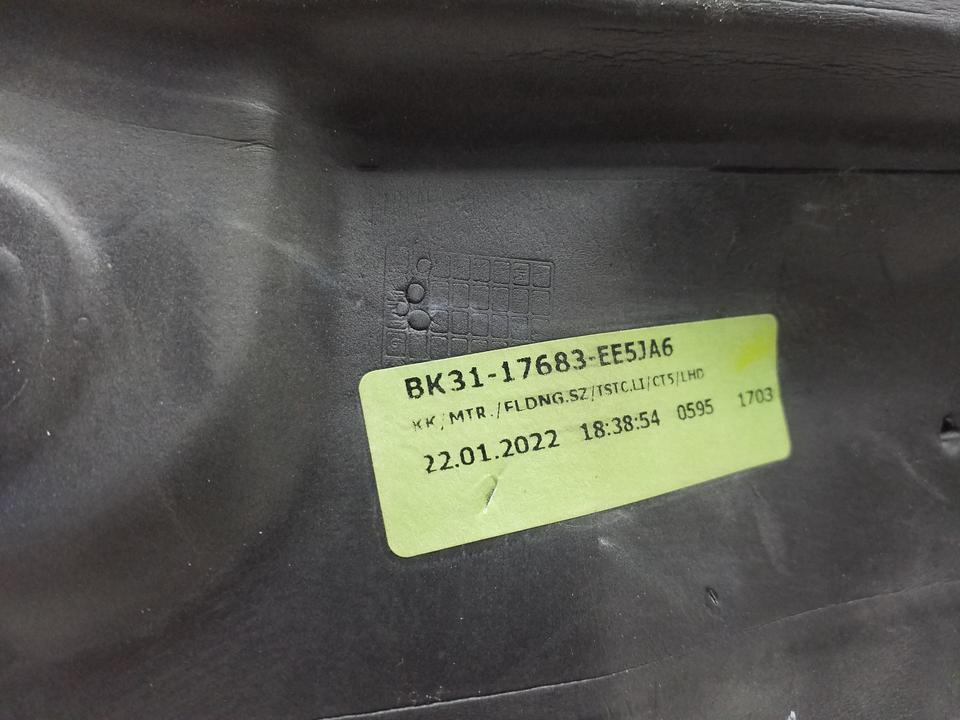 BK31-17683-EE5JA6
KK/MTR./FLDNG.SZ/TSTC.LI/CT5/LHD
22.01.2022 18:38:54 0595 1703